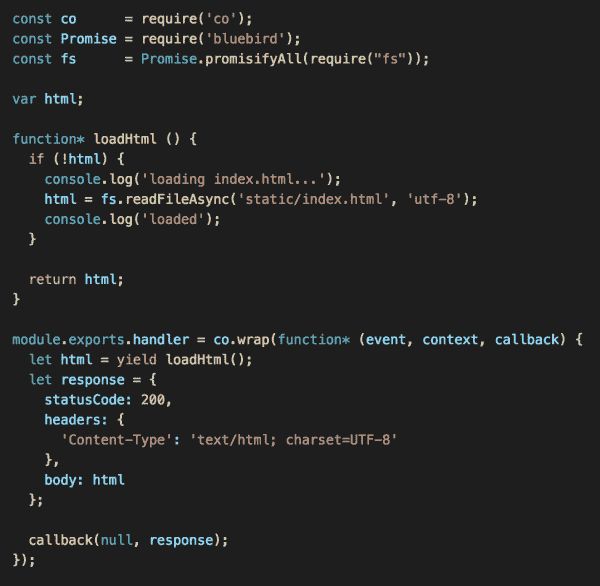 const co      = require('co');
const Promise = require('bluebird');
const fs      = Promise.promisifyAll(require("fs"));

var html;

function* loadHtml () {
  if (!html) {
    console.log('loading index.html...');
    html = fs.readFileAsync('static/index.html', 'utf-8');
    console.log('loaded');
  }

  return html;
}

module.exports.handler = co.wrap(function* (event, context, callback) {
  let html = yield loadHtml();
  let response = {
    statusCode: 200,
    headers: {
      'Content-Type': 'text/html; charset=UTF-8'
    },
    body: html
  };

  callback(null, response);
});